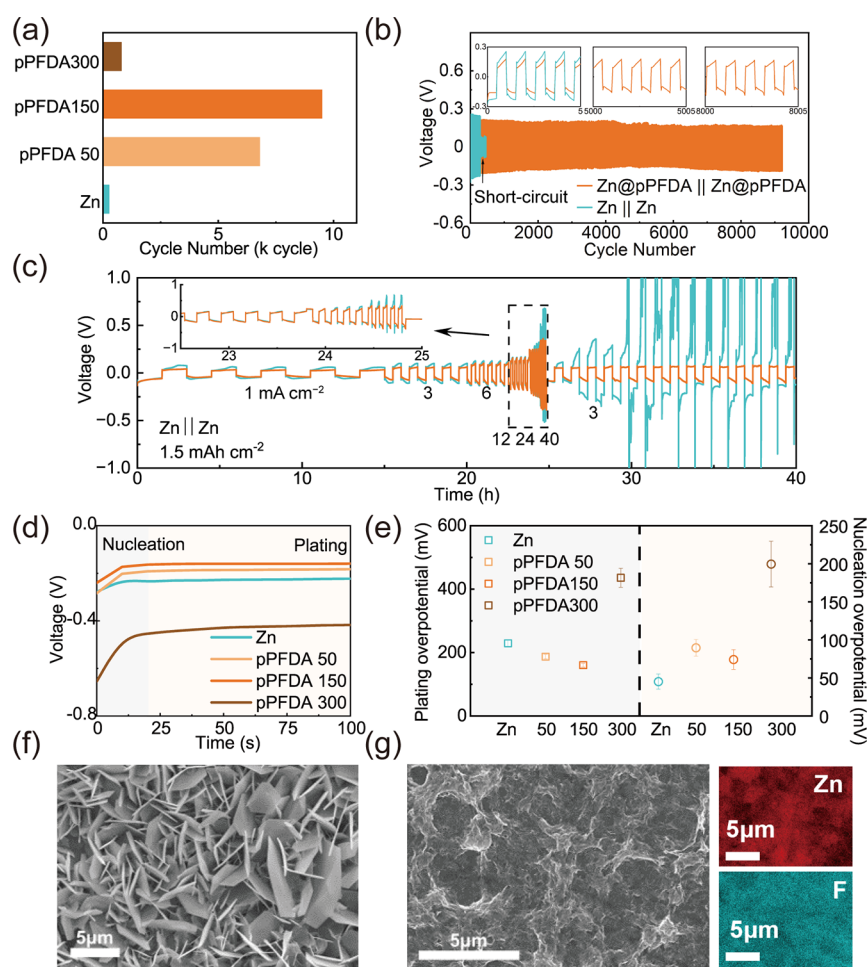 (a)
pPFDA300
pPFDA150
pPFDA 50
Zn
0 5 10
Cycle Number (k cycle)
(b)
Voltage (V)
0.6
0.3
0
-0.3
-0.6
0.3
0.0
-0.3
0 5
5000 5005
8000 8005
Short-circuit
Zn@pPFDA || Zn@pPFDA
Zn || Zn
0 2000 4000 6000 8000 10000
Cycle Number
(c)
Voltage (V)
1.0
0.5
0.0
-0.5
-1.0
1
0
-1
23 24 25
1 mA cm⁻²
3
6
12 24 40
3
Zn || Zn
1.5 mAh cm⁻²
0 10 20 30 40
Time (h)
(d)
Voltage (V)
0.0
-0.4
-0.8
Nucleation
Plating
Zn
pPFDA 50
pPFDA 150
pPFDA 300
0 25 50 75 100
Time (s)
(e)
Plating overpotential (mV)
600
400
200
0
Zn
pPFDA 50
pPFDA150
pPFDA300
Zn 50 150 300 Zn 50 150 300
250
200
150
100
50
0
Nucleation overpotential (mV)
(f)
5μm
(g)
5μm
Zn
5μm
F
5μm